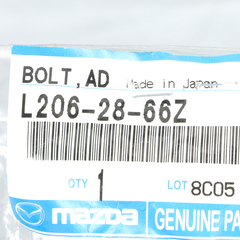 BOLT, AD Made in Japan
L206-28-66Z
QTY 1 LOT 8C05
mazda GENUINE PA